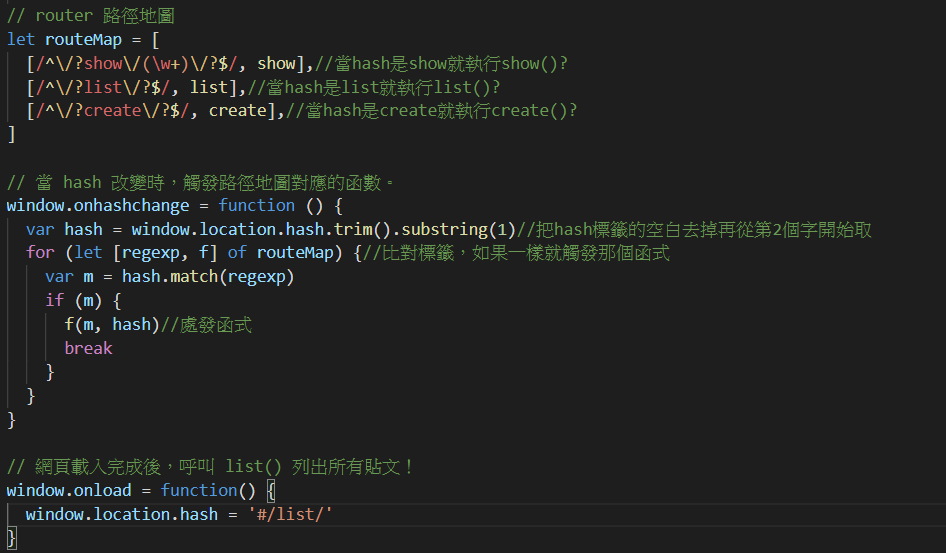 // router 路徑地圖
let routeMap = [
  [/^\/?show\/(\w+)\/?$/, show],//當hash是show就執行show()?
  [/^\/?list\/?$/, list],//當hash是list就執行list()?
  [/^\/?create\/?$/, create],//當hash是create就執行create()?
]
// 當 hash 改變時，觸發路徑地圖對應的函數。
window.onhashchange = function () {
  var hash = window.location.hash.trim().substring(1)//把hash標籤的空白去掉再從第2個字開始取
  for (let [regexp, f] of routeMap) {//比對標籤，如果一樣就觸發那個函式
    var m = hash.match(regexp)
    if (m) {
      f(m, hash)//處發函式
      break
    }
  }
}
// 網頁載入完成後，呼叫 list() 列出所有貼文！
window.onload = function() {
  window.location.hash = '#/list/'
}